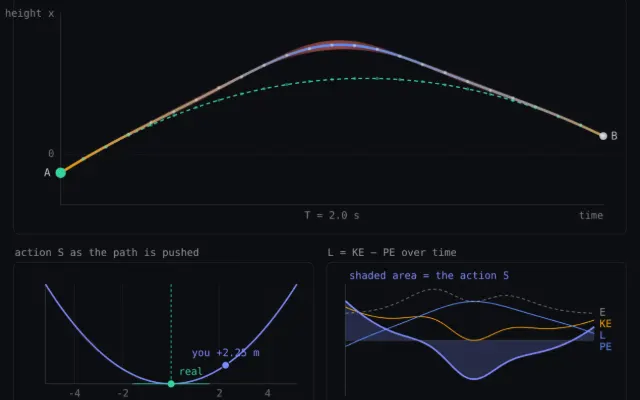 height x
0
A
B
T = 2.0 s
time
action S as the path is pushed
L = KE − PE over time
you +2.25 m
real
-4
-2
2
4
shaded area = the action S
E
KE
L
PE